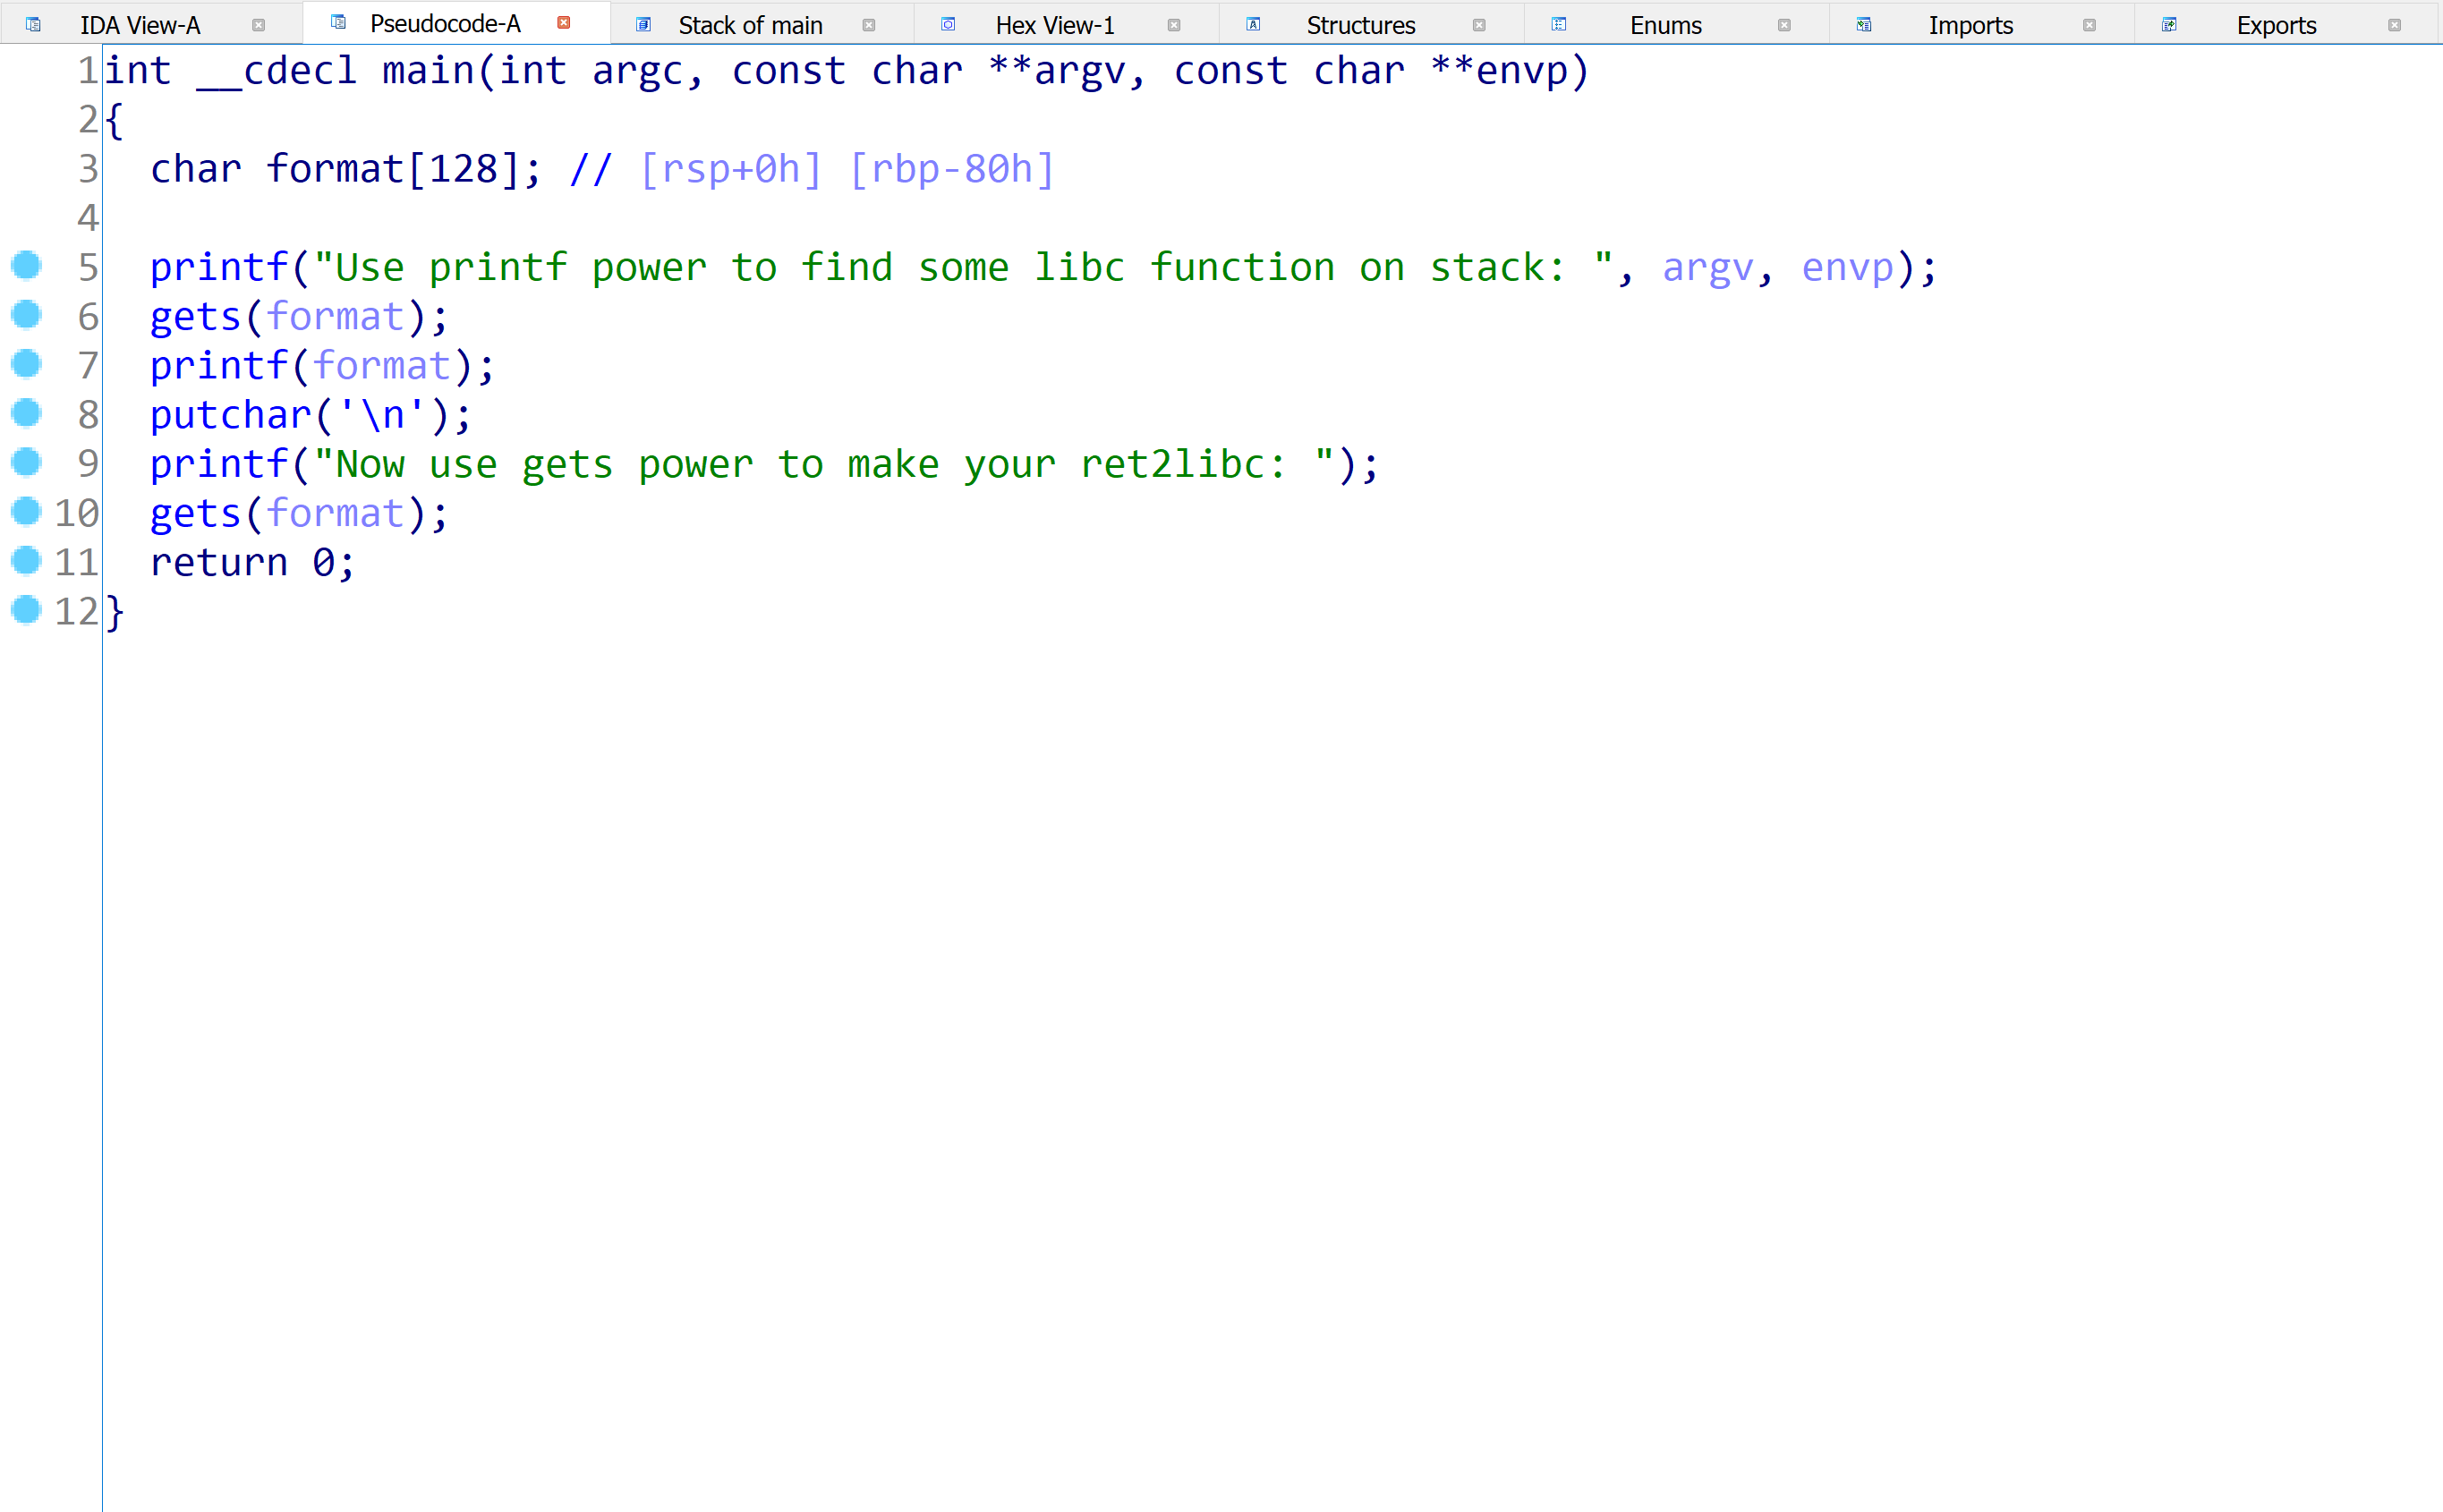 IDA View-A Pseudocode-A Stack of main Hex View-1 Structures Enums Imports Exports
1 int __cdecl main(int argc, const char **argv, const char **envp)
2 {
3   char format[128]; // [rsp+0h] [rbp-80h]
4
5   printf("Use printf power to find some libc function on stack: ", argv, envp);
6   gets(format);
7   printf(format);
8   putchar('\n');
9   printf("Now use gets power to make your ret2libc: ");
10   gets(format);
11   return 0;
12 }